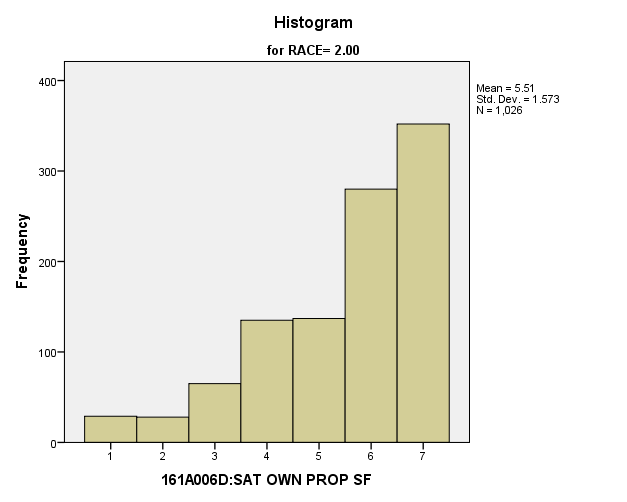 Histogram
for RACE= 2.00
Mean = 5.51
Std. Dev. = 1.573
N = 1,026
Frequency
400
300
200
100
0
1 2 3 4 5 6 7
161A006D:SAT OWN PROP SF